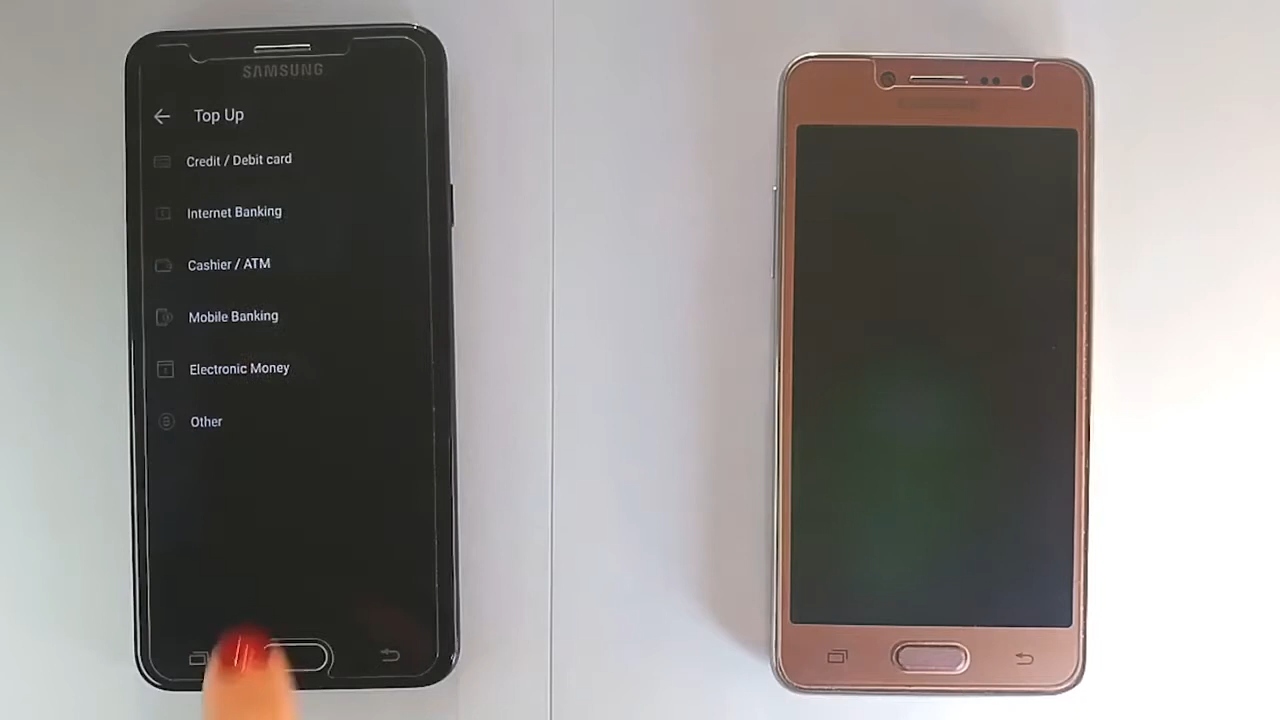 SAMSUNG
Top Up
Credit / Debit card
Internet Banking
Cashier / ATM
Mobile Banking
Electronic Money
Other